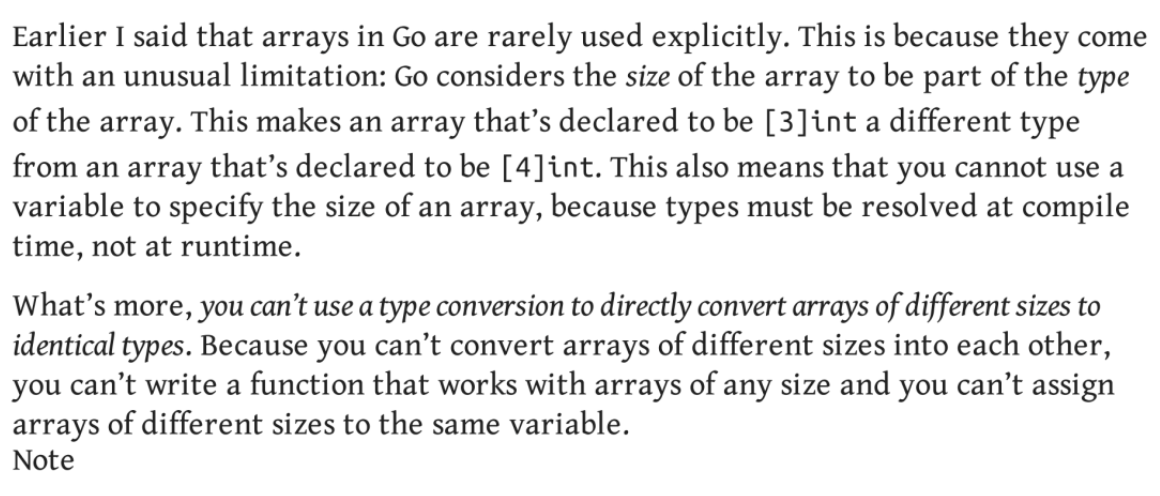 Earlier I said that arrays in Go are rarely used explicitly. This is because they come
with an unusual limitation: Go considers the size of the array to be part of the type
of the array. This makes an array that’s declared to be [3]int a different type
from an array that’s declared to be [4]int. This also means that you cannot use a
variable to specify the size of an array, because types must be resolved at compile
time, not at runtime.
What’s more, you can’t use a type conversion to directly convert arrays of different sizes to
identical types. Because you can’t convert arrays of different sizes into each other,
you can’t write a function that works with arrays of any size and you can’t assign
arrays of different sizes to the same variable.
Note